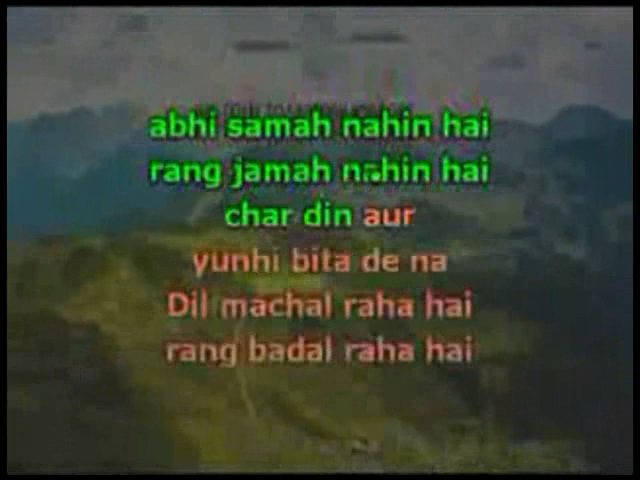 abhi samah nahin hai
rang jamah nahin hai
char din aur
yunhi bita de na
Dil machal raha hai
rang badal raha hai